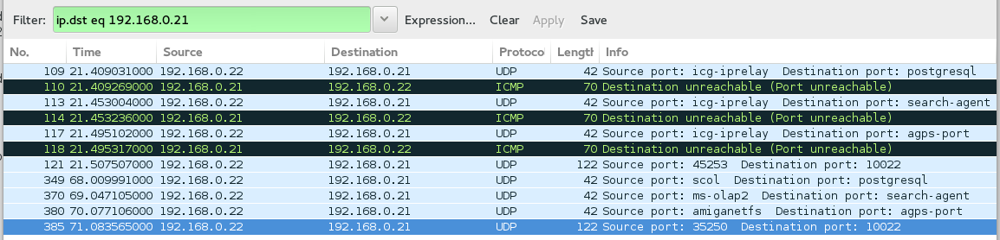 Filter: ip.dst eq 192.168.0.21 Expression... Clear Apply Save
No. Time Source Destination Protoco Length Info
109 21.409031000 192.168.0.22 192.168.0.21 UDP 42 Source port: icg-iprelay Destination port: postgresql
110 21.409269000 192.168.0.21 192.168.0.22 ICMP 70 Destination unreachable (Port unreachable)
113 21.453004000 192.168.0.22 192.168.0.21 UDP 42 Source port: icg-iprelay Destination port: search-agent
114 21.453236000 192.168.0.21 192.168.0.22 ICMP 70 Destination unreachable (Port unreachable)
117 21.495102000 192.168.0.22 192.168.0.21 UDP 42 Source port: icg-iprelay Destination port: agps-port
118 21.495317000 192.168.0.21 192.168.0.22 ICMP 70 Destination unreachable (Port unreachable)
121 21.507507000 192.168.0.22 192.168.0.21 UDP 122 Source port: 45253 Destination port: 10022
349 68.009991000 192.168.0.22 192.168.0.21 UDP 42 Source port: scol Destination port: postgresql
370 69.047105000 192.168.0.22 192.168.0.21 UDP 42 Source port: ms-olap2 Destination port: search-agent
380 70.077106000 192.168.0.22 192.168.0.21 UDP 42 Source port: amiganetfs Destination port: agps-port
385 71.083565000 192.168.0.22 192.168.0.21 UDP 122 Source port: 35250 Destination port: 10022